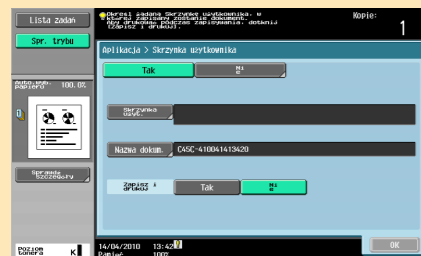 Lista zadań
Określ żądaną Skrzynkę użytkownika, w
której zapisany zostanie dokument.
Aby drukować podczas zapisywania, dotknij
[Zapisz i drukuj].
Kopie:
1
Spr. trybu
Aplikacja > Skrzynka użytkownika
Tak
Ni
e
Auto.wyb.
papieru
100.0%
Skrzynka
użyt.
Nazwa dokum.
C45C-410041413420
Sprawdź
szczegóły
Zapisz i
drukuj
Tak
Ni
e
Poziom
tonera
K
14/04/2010 13:42
Pamięć 100%
OK